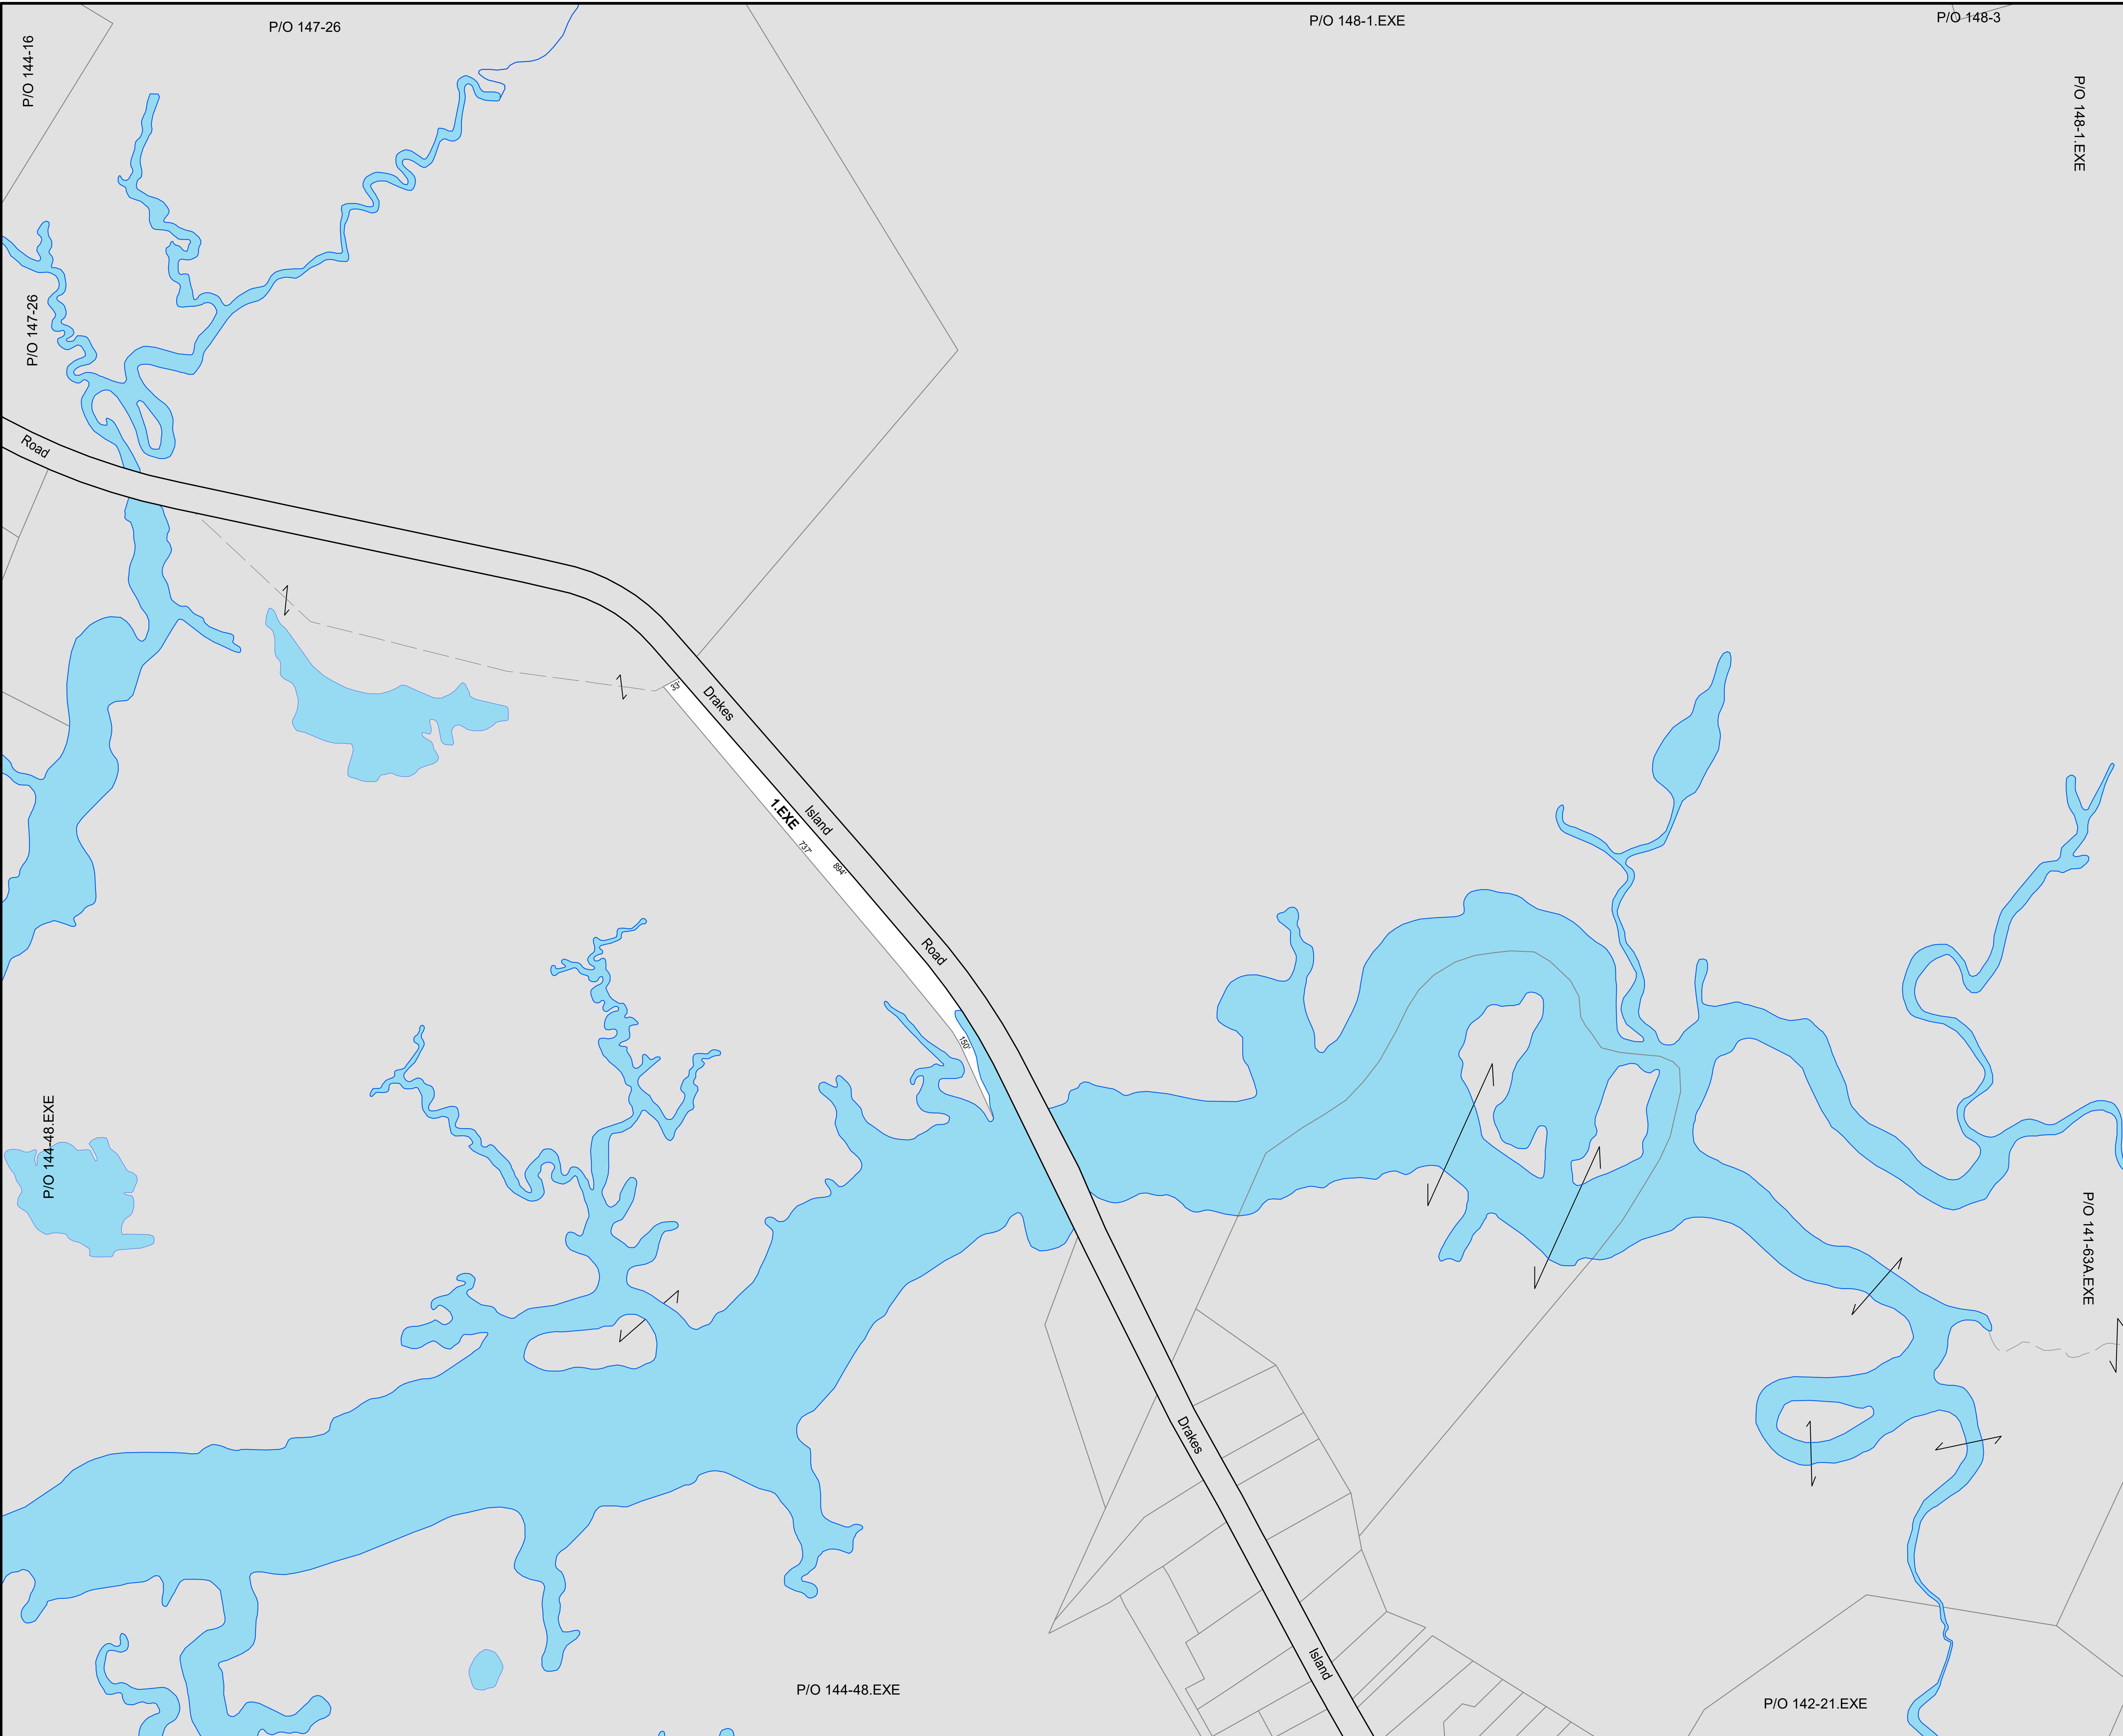 P/O 147-26
P/O 148-1.EXE
P/O 148-3
P/O 144-16
P/O 148-1.EXE
P/O 147-26
Road
33'
Drakes
1.EXE
Island
737'
894'
Road
150'
P/O 144-48.EXE
P/O 141-63A.EXE
Drakes
Island
P/O 144-48.EXE
P/O 142-21.EXE